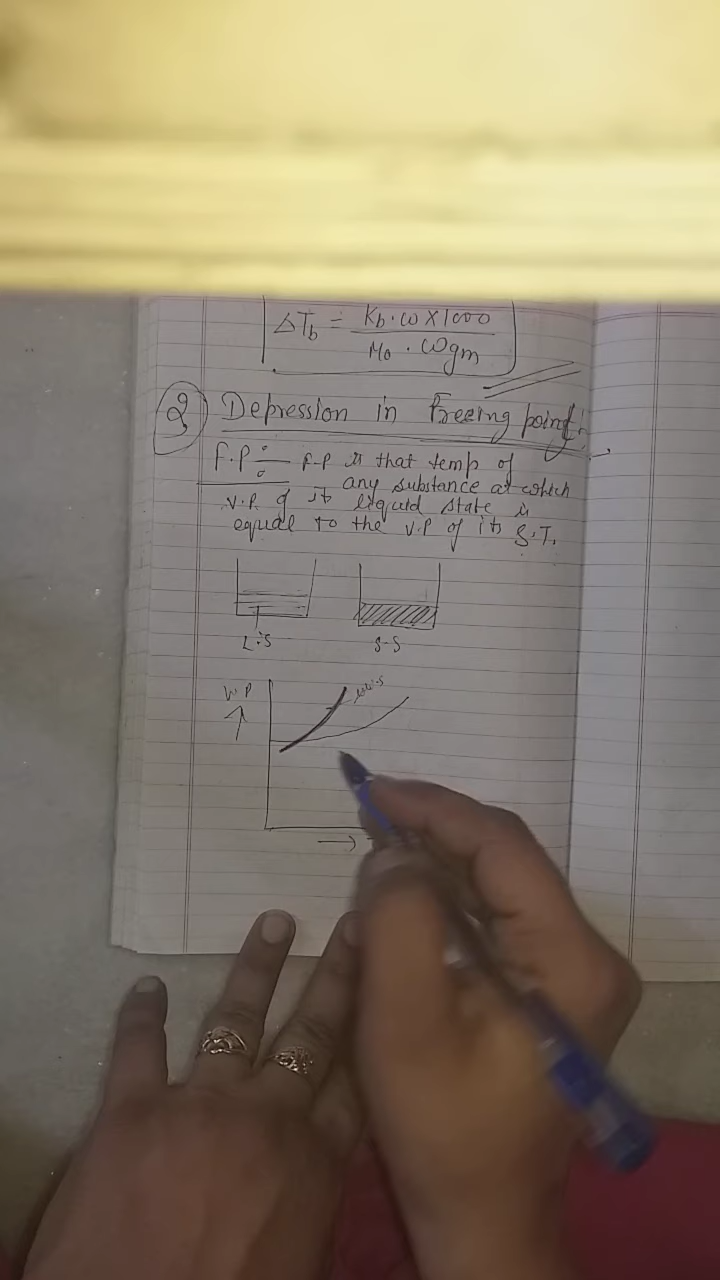 ΔTb = Kb·w×1000
Mo · Wgm
2 Depression in freezing point:
F.P:- F.P is that temp of
any substance at which
V.P of its liquid state is
equal to the V.P of its S.T.
L·S S-S
V.P
↑
→